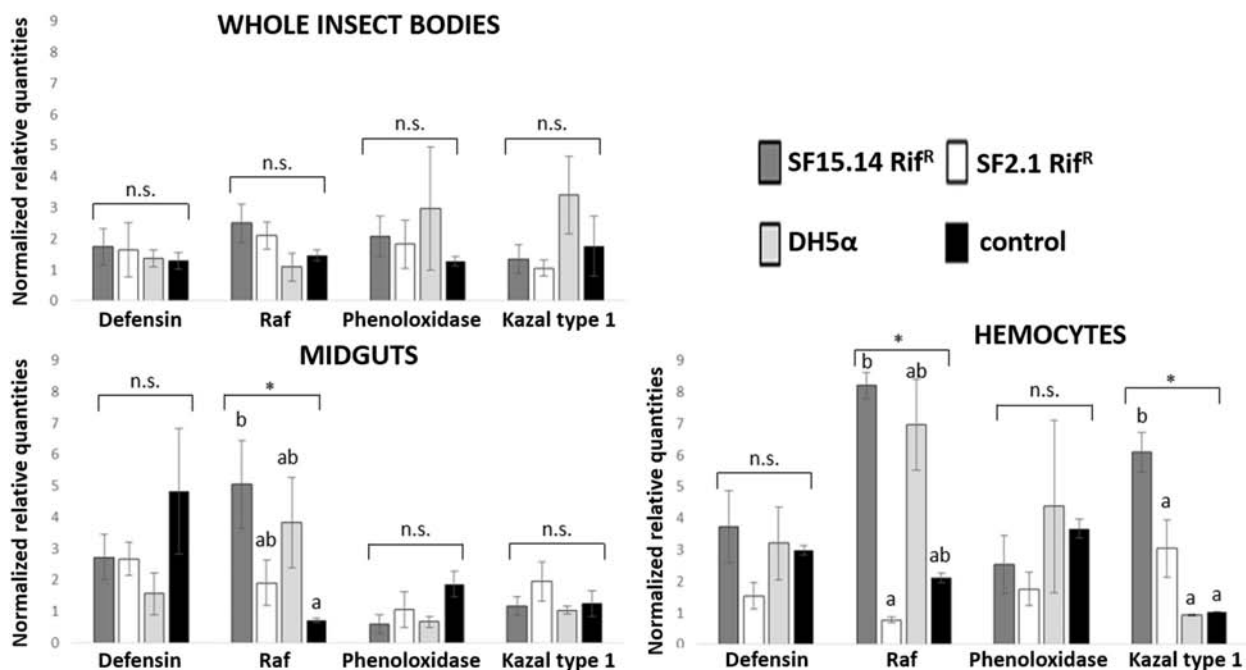 WHOLE INSECT BODIES
Normalized relative quantities
9
8
7
6
5
4
3
2
1
0
n.s.
n.s.
n.s.
n.s.
Defensin Raf Phenoloxidase Kazal type 1
SF15.14 Rifᴿ SF2.1 Rifᴿ
DH5α control
MIDGUTS
Normalized relative quantities
9
8
7
6
5
4
3
2
1
0
n.s.
*
b
ab
ab
a
n.s.
n.s.
Defensin Raf Phenoloxidase Kazal type 1
HEMOCYTES
Normalized relative quantities
9
8
7
6
5
4
3
2
1
0
n.s.
*
b
a
ab
ab
n.s.
*
b
a
a
a
Defensin Raf Phenoloxidase Kazal type 1